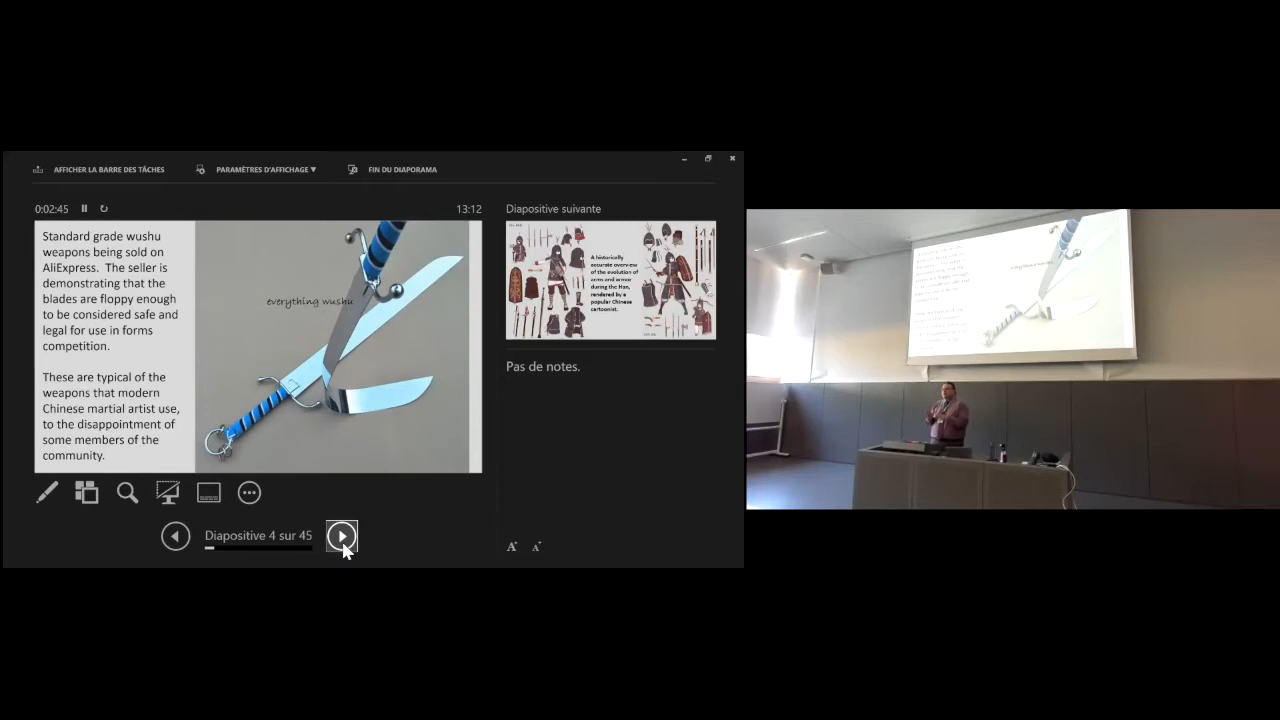 AFFICHER LA BARRE DES TÂCHES
PARAMÈTRES D'AFFICHAGE ▼
FIN DU DIAPORAMA
0:02:45
13:12
Diapositive suivante
Standard grade wushu
weapons being sold on
AliExpress. The seller is
demonstrating that the
blades are floppy enough
to be considered safe and
legal for use in forms
competition.
These are typical of the
weapons that modern
Chinese martial artist use,
to the disappointment of
some members of the
community.
everything wushu
A historically
accurate overview
of the evolution of
arms and armor
during the Han,
rendered by a
popular Chinese
cartoonist.
Pas de notes.
Diapositive 4 sur 45